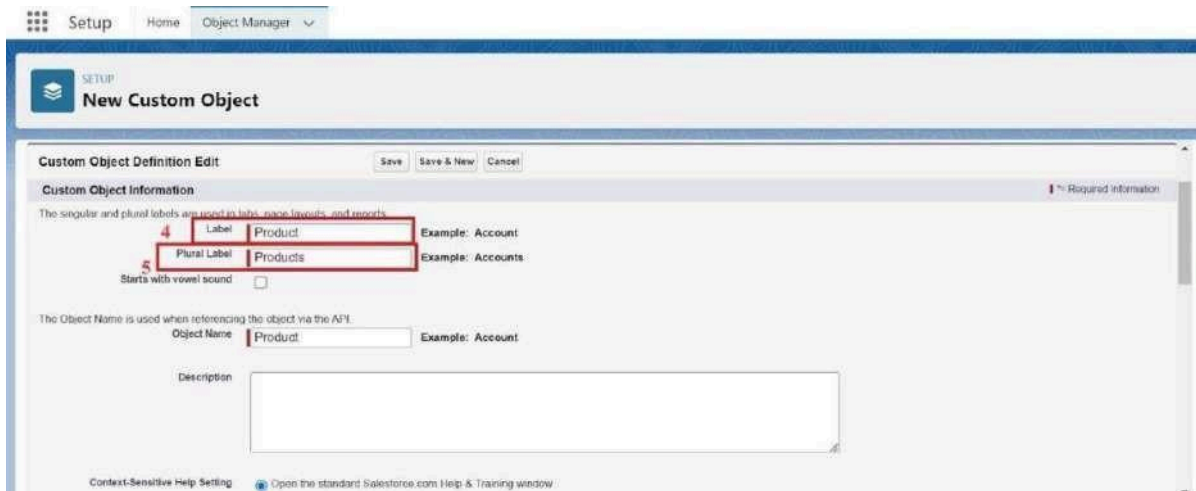 Setup Home Object Manager
SETUP
New Custom Object
Custom Object Definition Edit Save Save & New Cancel
Custom Object Information = Required Information
The singular and plural labels are used in tabs, page layouts, and reports.
4 Label Product Example: Account
5 Plural Label Products Example: Accounts
Starts with vowel sound
The Object Name is used when referencing the object via the API.
Object Name Product Example: Account
Description
Context-Sensitive Help Setting Open the standard Salesforce.com Help & Training window